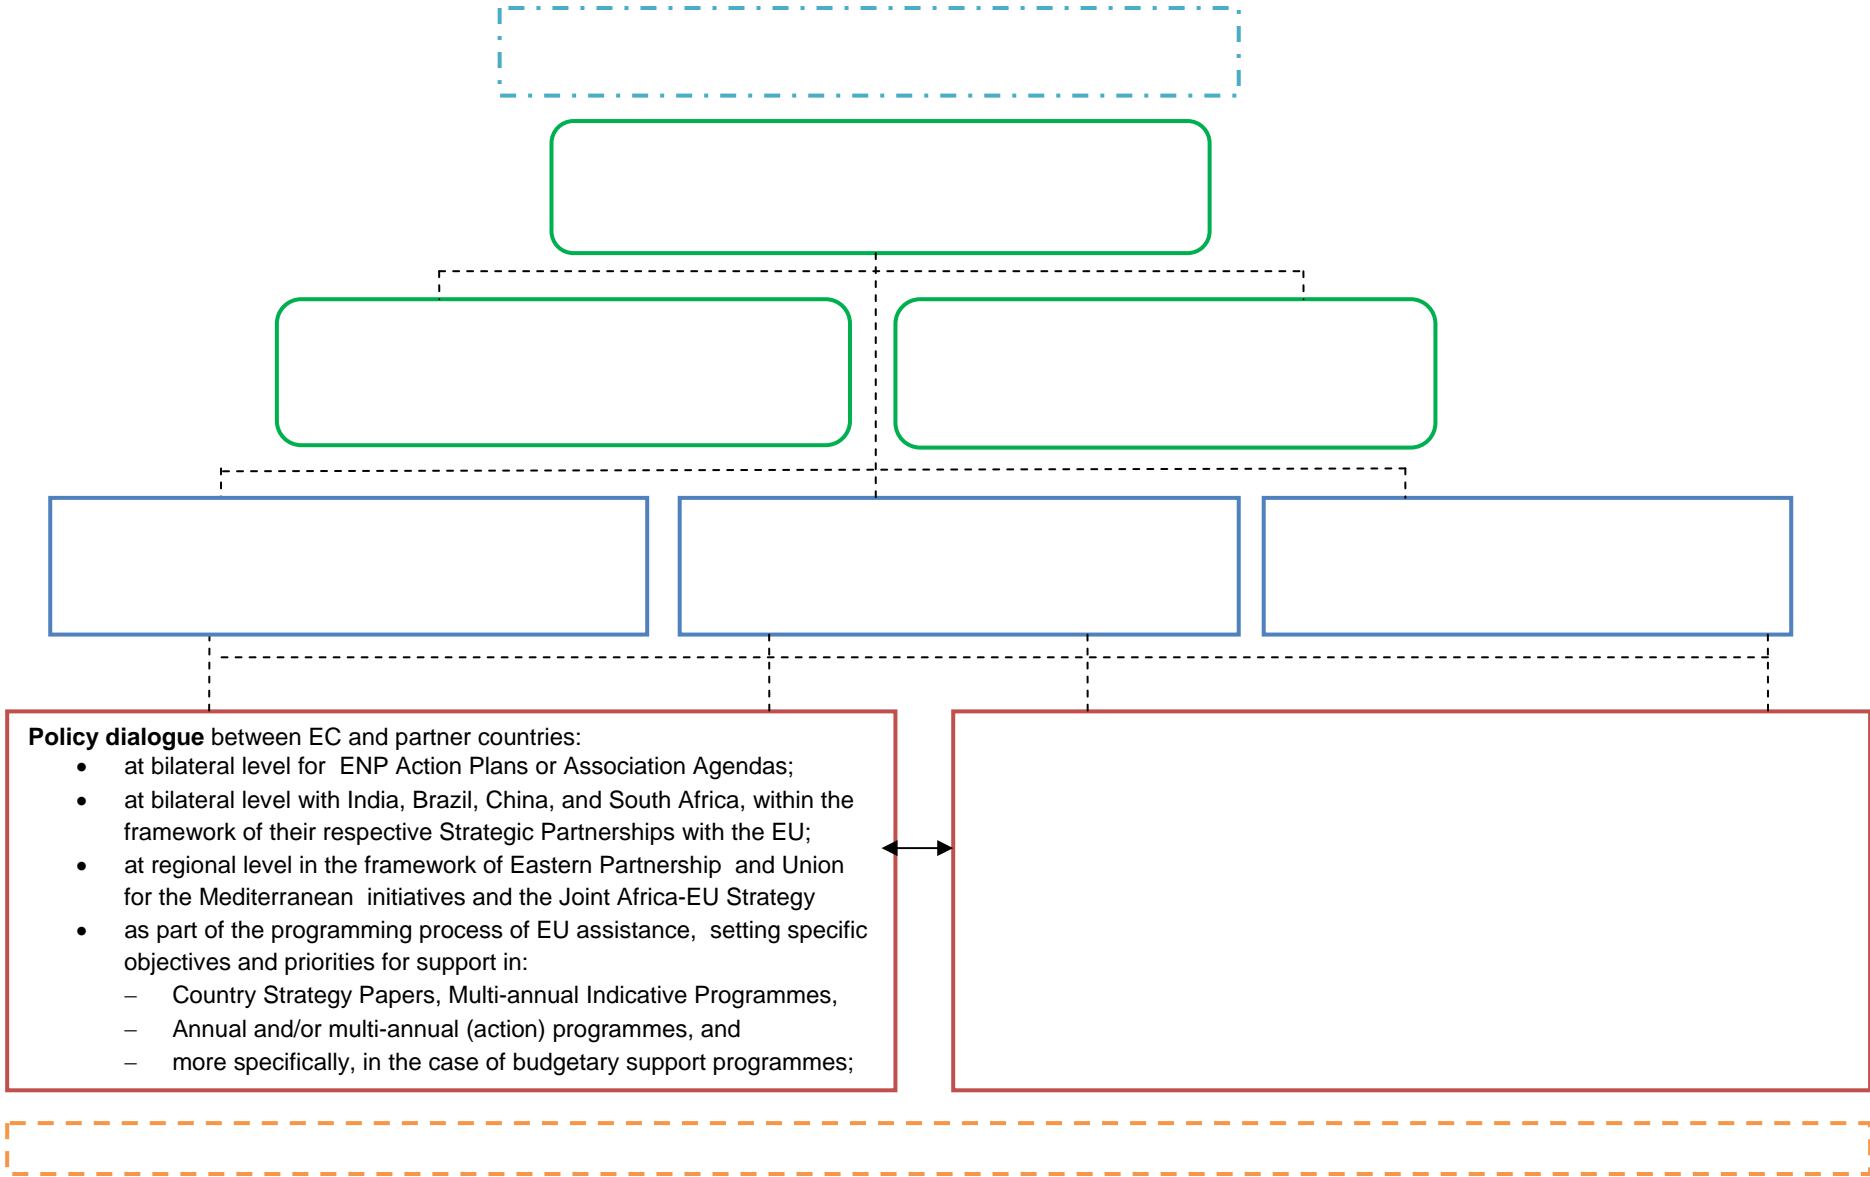 Policy dialogue between EC and partner countries:
• at bilateral level for ENP Action Plans or Association Agendas;
• at bilateral level with India, Brazil, China, and South Africa, within the
framework of their respective Strategic Partnerships with the EU;
• at regional level in the framework of Eastern Partnership and Union
for the Mediterranean initiatives and the Joint Africa-EU Strategy
• as part of the programming process of EU assistance, setting specific
objectives and priorities for support in:
− Country Strategy Papers, Multi-annual Indicative Programmes,
− Annual and/or multi-annual (action) programmes, and
− more specifically, in the case of budgetary support programmes;